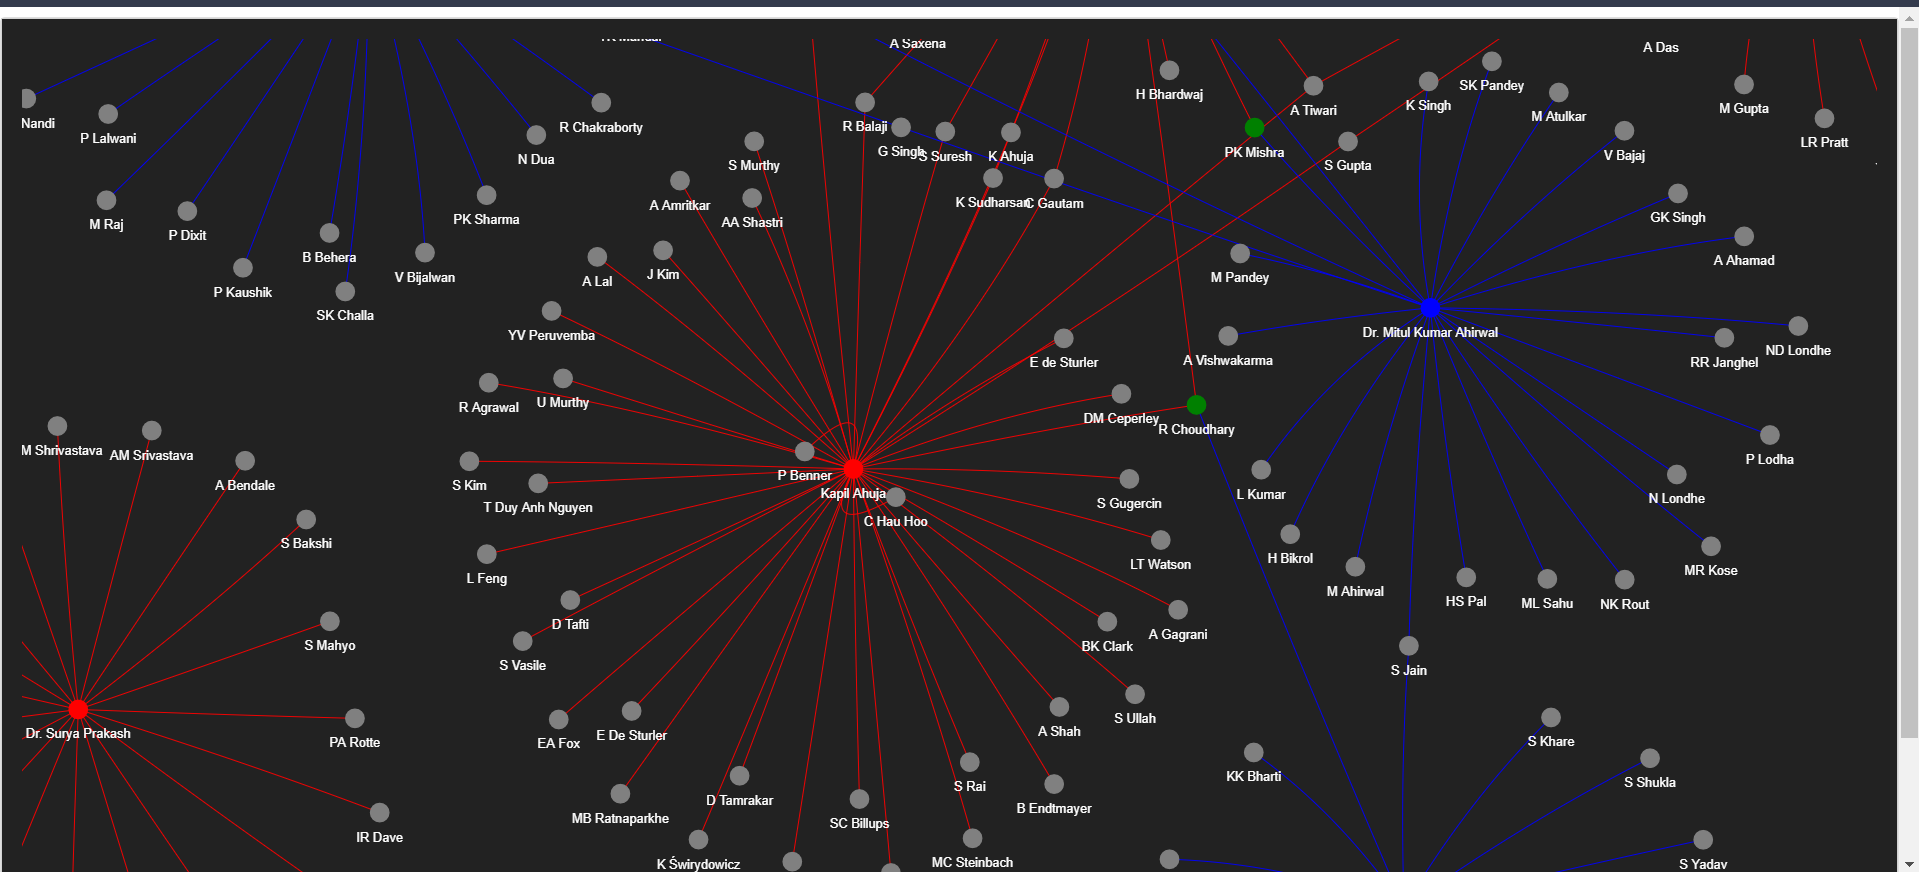 A Saxena
A Das
Nandi
P Lalwani
R Chakraborty
N Dua
R Balaji
G Singh
S Suresh
K Ahuja
H Bhardwaj
A Tiwari
K Singh
SK Pandey
M Atulkar
M Gupta
LR Pratt
S Murthy
PK Mishra
S Gupta
V Bajaj
M Raj
P Dixit
PK Sharma
A Amritkar
AA Shastri
K Sudharsan
C Gautam
GK Singh
B Behera
V Bijalwan
P Kaushik
SK Challa
A Lal
J Kim
M Pandey
A Ahamad
YV Peruvemba
E de Sturler
A Vishwakarma
Dr. Mitul Kumar Ahirwal
RR Janghel
ND Londhe
R Agrawal
U Murthy
DM Ceperley
R Choudhary
M Shrivastava
AM Srivastava
A Bendale
S Kim
P Benner
Kapil Ahuja
T Duy Anh Nguyen
C Hau Hoo
S Gugercin
L Kumar
N Londhe
P Lodha
S Bakshi
L Feng
LT Watson
H Bikrol
M Ahirwal
HS Pal
ML Sahu
NK Rout
MR Kose
D Tafti
S Vasile
BK Clark
A Gagrani
S Mahyo
S Jain
Dr. Surya Prakash
PA Rotte
EA Fox
E De Sturler
A Shah
S Ullah
S Khare
KK Bharti
S Shukla
MB Ratnaparkhe
D Tamrakar
SC Billups
S Rai
B Endtmayer
IR Dave
K Świrydowicz
MC Steinbach
S Yadav